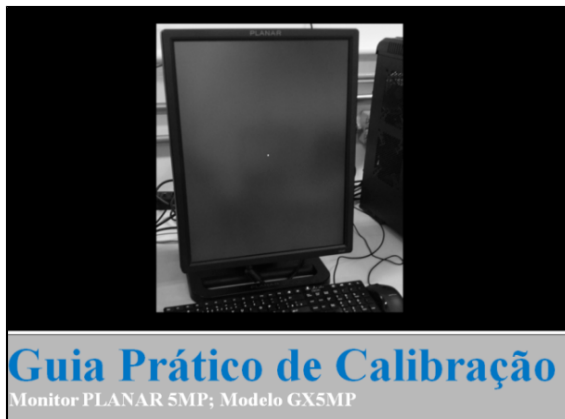 PLANAR
Guia Prático de Calibração
Monitor PLANAR 5MP; Modelo GX5MP